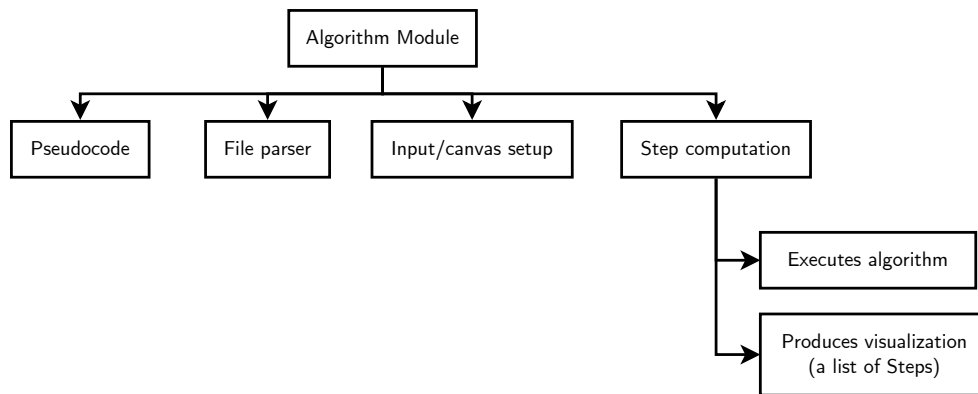 Algorithm Module
Pseudocode
File parser
Input/canvas setup
Step computation
Executes algorithm
Produces visualization
(a list of Steps)